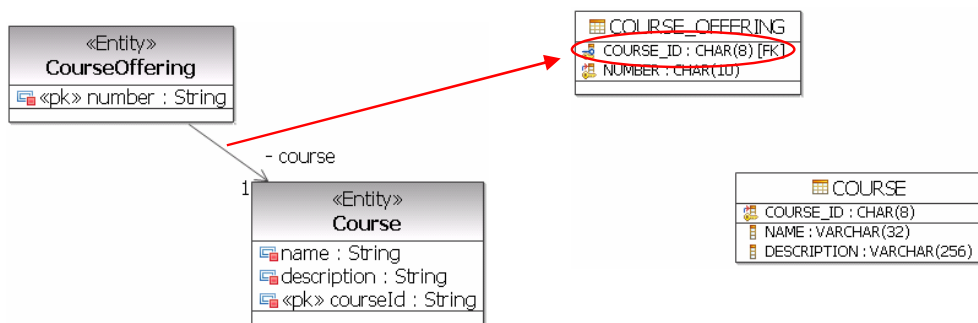 «Entity»
CourseOffering
«pk» number : String
- course
1
«Entity»
Course
name : String
description : String
«pk» courseId : String
COURSE_OFFERING
COURSE_ID : CHAR(8) [FK]
NUMBER : CHAR(10)
COURSE
COURSE_ID : CHAR(8)
NAME : VARCHAR(32)
DESCRIPTION : VARCHAR(256)